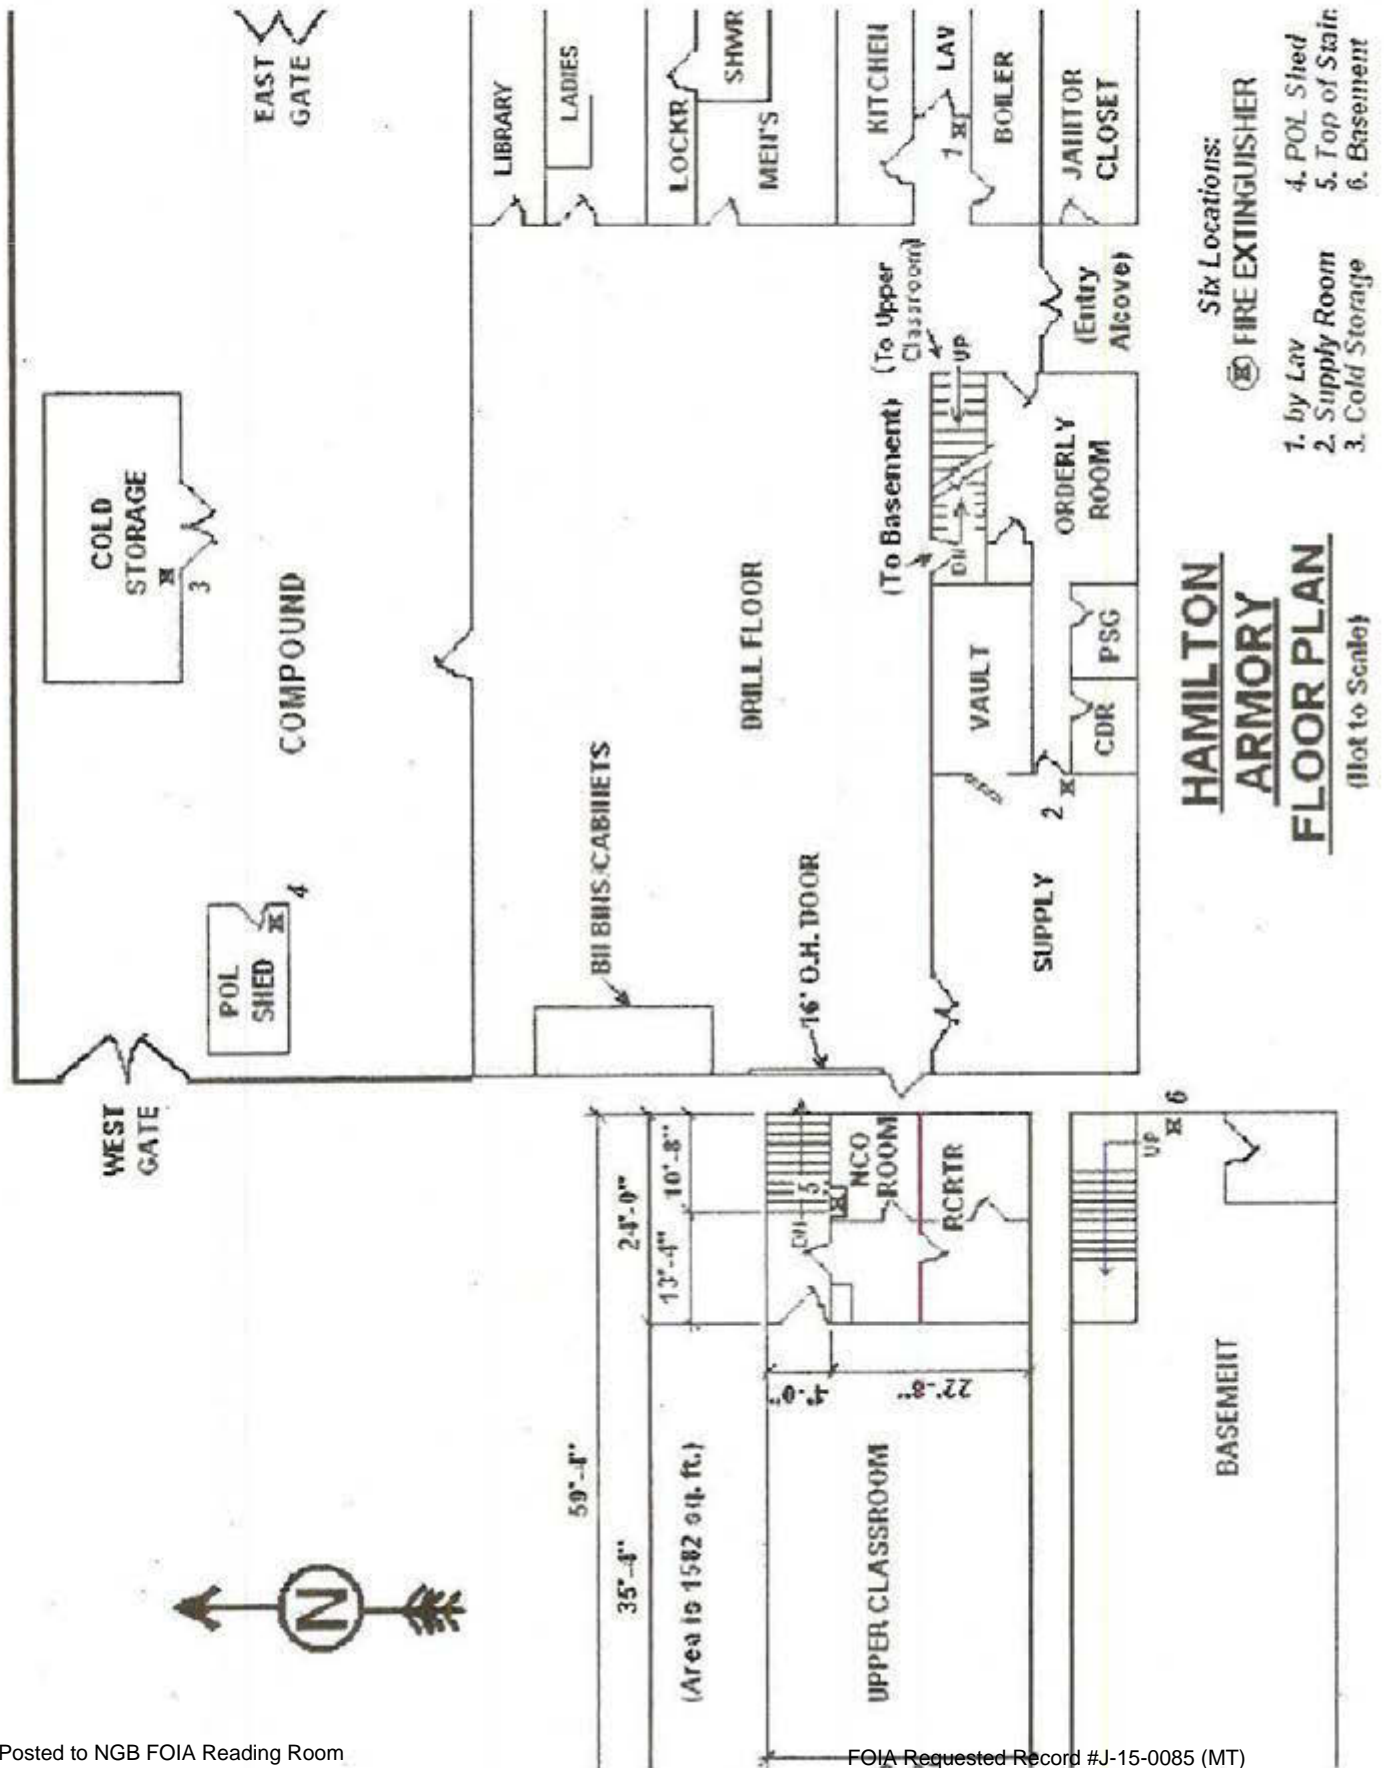 EAST
GATE
LIBRARY
LADIES
LOCKR
SHWR
MEN'S
KITCHEN
LAV
1
BOILER
JANITOR
CLOSET
COLD
STORAGE
3
COMPOUND
POL
SHED
4
WEST
GATE
BII BINS/CABINETS
DRILL FLOOR
16' O.H. DOOR
(To Basement)
(To Upper
Classroom)
UP
DN
(Entry
Alcove)
ORDERLY
ROOM
VAULT
PSG
CDR
2
SUPPLY
Six Locations:
FIRE EXTINGUISHER
1. by Lav
2. Supply Room
3. Cold Storage
4. POL Shed
5. Top of Stair
6. Basement
HAMILTON
ARMORY
FLOOR PLAN
(Not to Scale)
N
59'-4"
35'-4"
24'-0"
13'-4"
10'-8"
(Area is 1582 sq. ft.)
4'-0"
22'-8"
UPPER CLASSROOM
DN
5
NCO
ROOM
RCRTR
UP
6
BASEMENT
Posted to NGB FOIA Reading Room
FOIA Requested Record #J-15-0085 (MT)